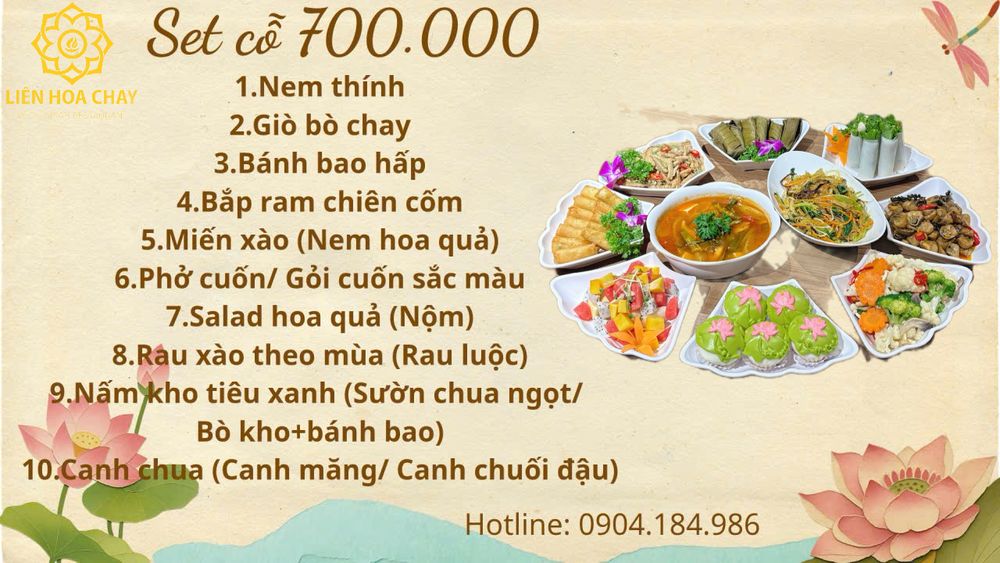 LIÊN HOA CHAY
Set cỗ 700.000
1.Nem thính
2.Giò bò chay
3.Bánh bao hấp
4.Bắp ram chiên cốm
5.Miến xào (Nem hoa quả)
6.Phở cuốn/ Gỏi cuốn sắc màu
7.Salad hoa quả (Nộm)
8.Rau xào theo mùa (Rau luộc)
9.Nấm kho tiêu xanh (Sườn chua ngọt/
Bò kho+bánh bao)
10.Canh chua (Canh măng/ Canh chuối đậu)
Hotline: 0904.184.986